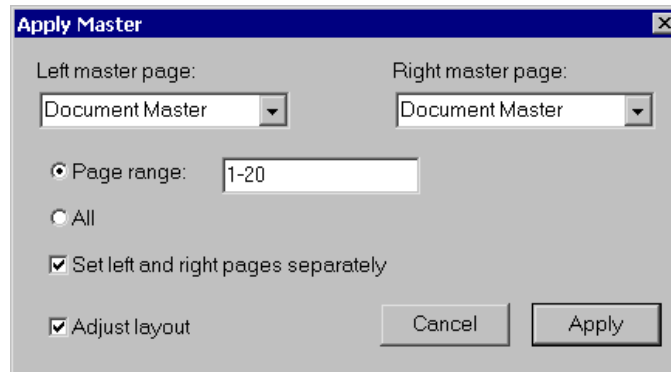 Apply Master
Left master page: Right master page:
Document Master Document Master
Page range: 1-20
All
Set left and right pages separately
Adjust layout Cancel Apply